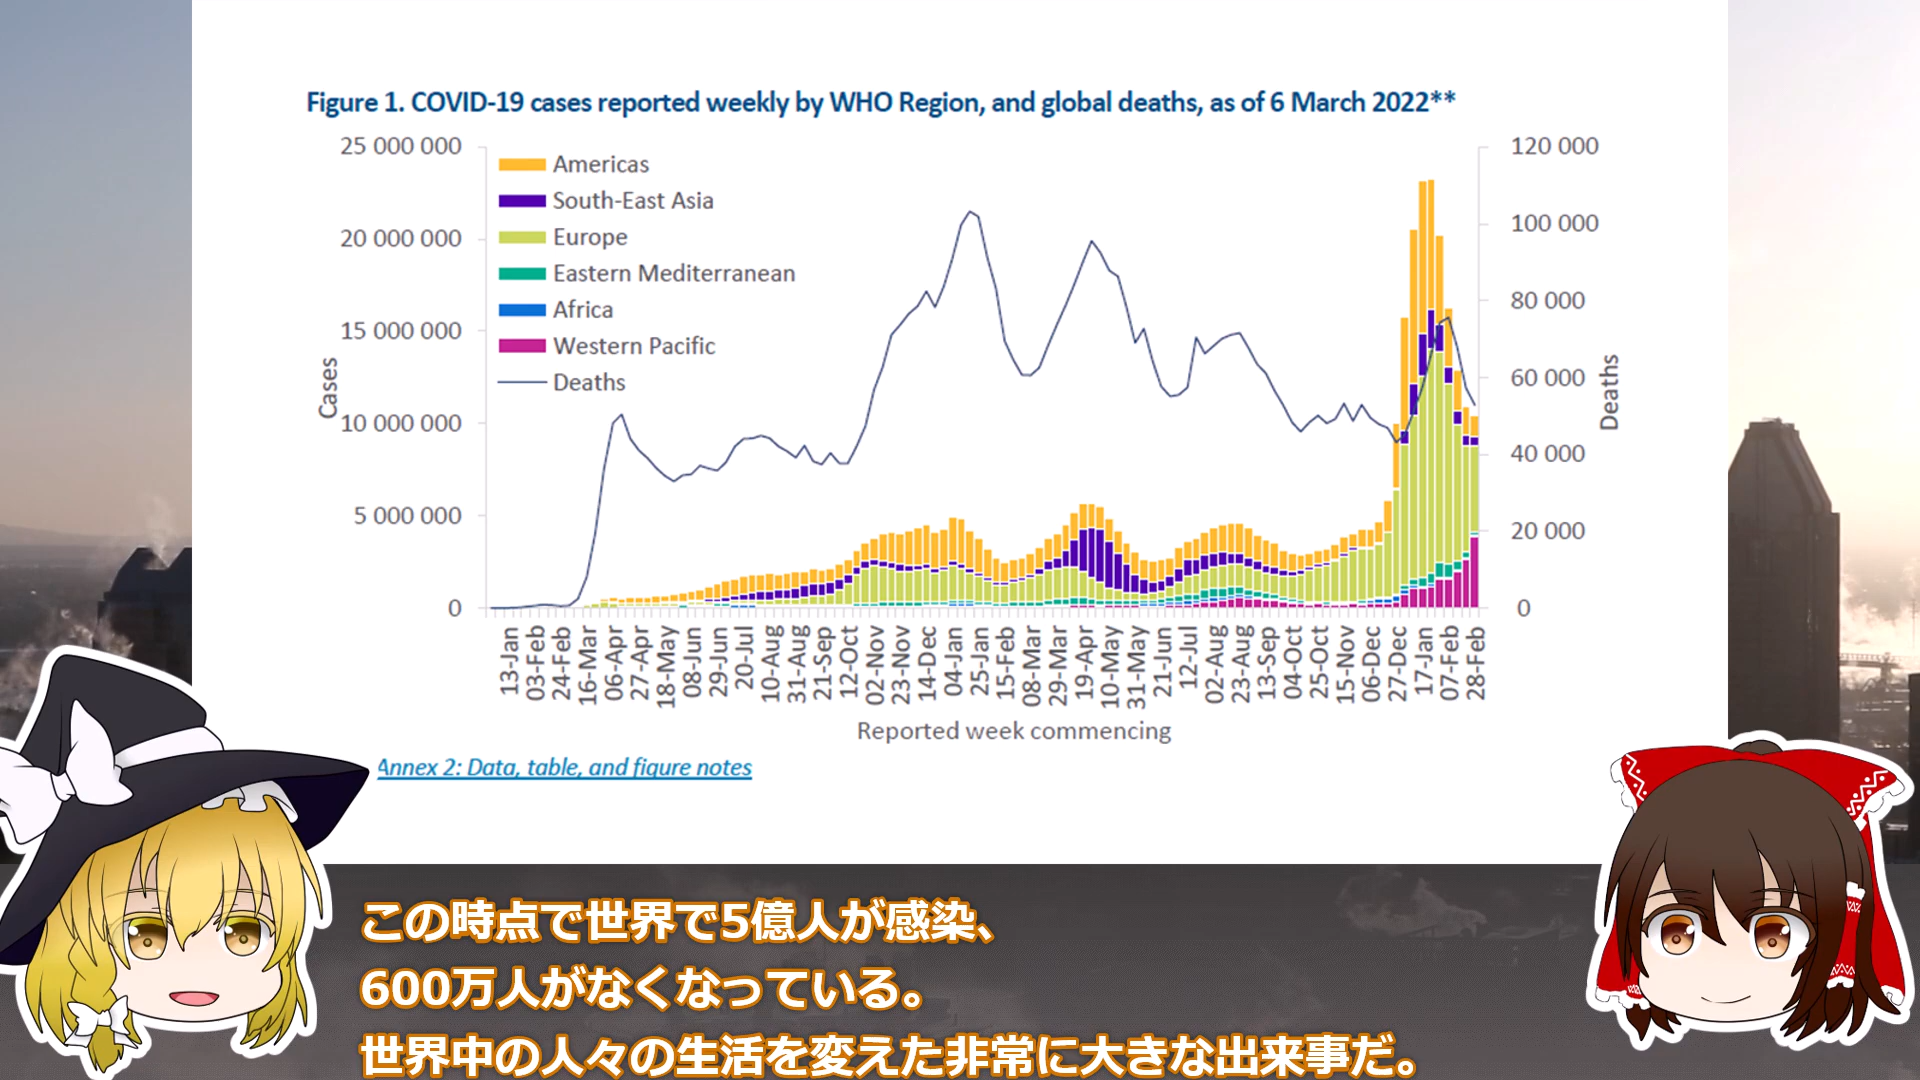 Figure 1. COVID-19 cases reported weekly by WHO Region, and global deaths, as of 6 March 2022**
25 000 000
20 000 000
15 000 000
10 000 000
5 000 000
0
Cases
Americas
South-East Asia
Europe
Eastern Mediterranean
Africa
Western Pacific
Deaths
120 000
100 000
80 000
60 000
40 000
20 000
0
Deaths
13-Jan
03-Feb
24-Feb
16-Mar
06-Apr
27-Apr
18-May
08-Jun
29-Jun
20-Jul
10-Aug
31-Aug
21-Sep
12-Oct
02-Nov
23-Nov
14-Dec
04-Jan
25-Jan
15-Feb
08-Mar
29-Mar
19-Apr
10-May
31-May
21-Jun
12-Jul
02-Aug
23-Aug
13-Sep
04-Oct
25-Oct
15-Nov
06-Dec
27-Dec
17-Jan
07-Feb
28-Feb
Reported week commencing
Annex 2: Data, table, and figure notes
この時点で世界で5億人が感染、
600万人がなくなっている。
世界中の人々の生活を変えた非常に大きな出来事だ。